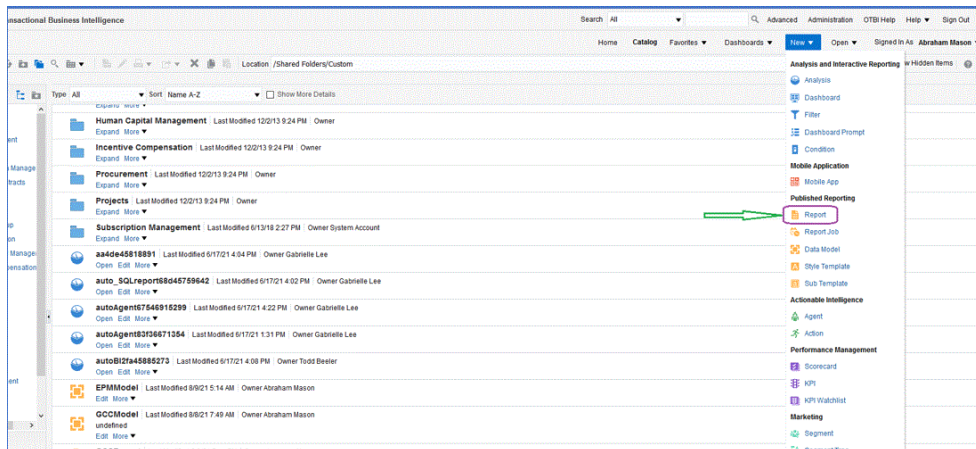 ansactional Business Intelligence Search All Advanced Administration OTBI Help Help Sign Out
Home Catalog Favorites Dashboards New Open Signed In As Abraham Mason
Location /Shared Folders/Custom
w Hidden Items
Type All Sort Name A-Z Show More Details
Expand More
Human Capital Management Last Modified 12/2/13 9:24 PM Owner
Expand More
Incentive Compensation Last Modified 12/2/13 9:24 PM Owner
Expand More
Procurement Last Modified 12/2/13 9:24 PM Owner
Expand More
Projects Last Modified 12/2/13 9:24 PM Owner
Expand More
Subscription Management Last Modified 6/13/18 2:27 PM Owner System Account
Expand More
aa4de45818891 Last Modified 6/17/21 4:04 PM Owner Gabrielle Lee
Open Edit More
auto_SQLreport68d45759642 Last Modified 6/17/21 4:02 PM Owner Gabrielle Lee
Open Edit More
autoAgent67546915299 Last Modified 6/17/21 4:22 PM Owner Gabrielle Lee
Open Edit More
autoAgent83f36671354 Last Modified 6/17/21 1:31 PM Owner Gabrielle Lee
Open Edit More
autoBI2fa45885273 Last Modified 6/17/21 4:08 PM Owner Todd Beeler
Open Edit More
EPMModel Last Modified 8/9/21 5:14 AM Owner Abraham Mason
Edit More
GCCModel Last Modified 8/8/21 7:49 AM Owner Abraham Mason
undefined
Edit More
ent
Manage
tracts
op
on
Manage
ensation
ent
Analysis and Interactive Reporting
Analysis
Dashboard
Filter
Dashboard Prompt
Condition
Mobile Application
Mobile App
Published Reporting
Report
Report Job
Data Model
Style Template
Sub Template
Actionable Intelligence
Agent
Action
Performance Management
Scorecard
KPI
KPI Watchlist
Marketing
Segment